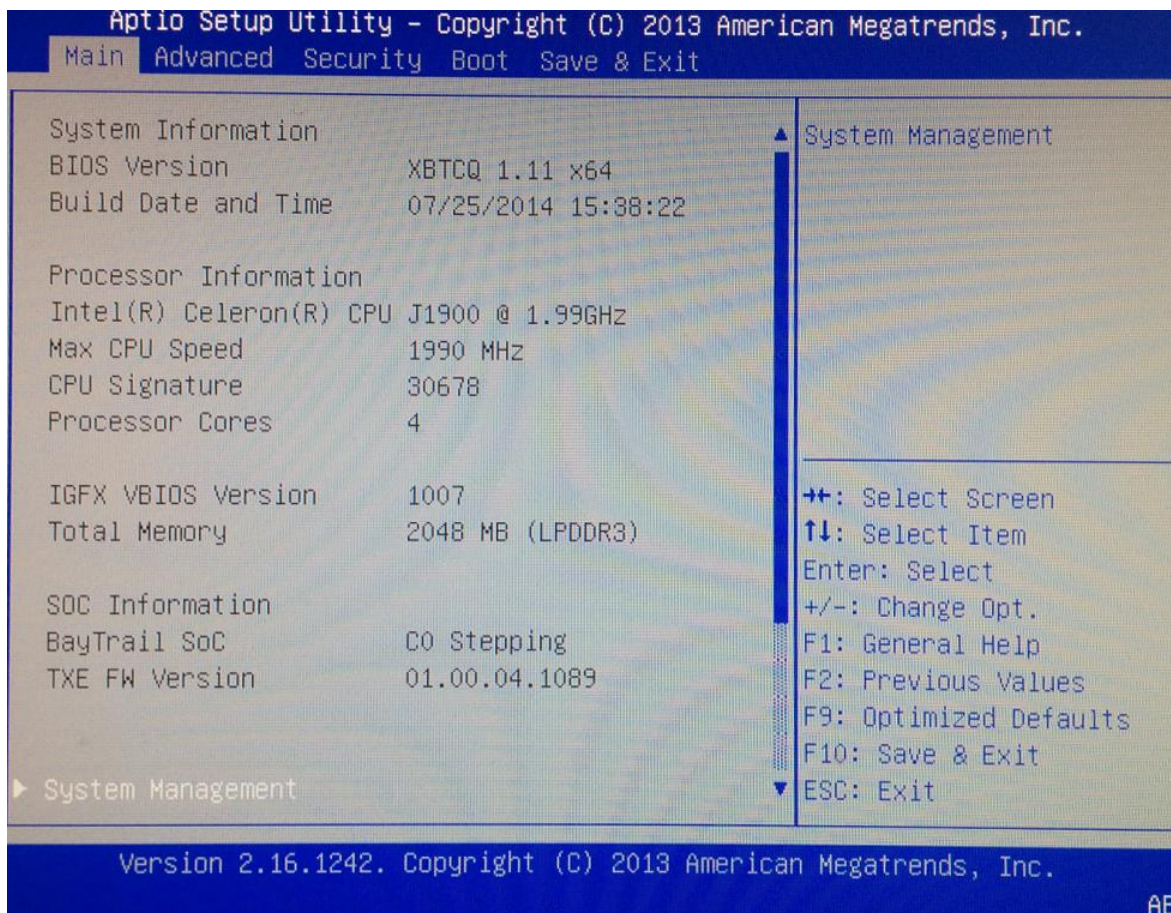 Aptio Setup Utility – Copyright (C) 2013 American Megatrends, Inc.
Main Advanced Security Boot Save & Exit
System Information
BIOS Version XBTCQ 1.11 x64
Build Date and Time 07/25/2014 15:38:22
Processor Information
Intel(R) Celeron(R) CPU J1900 @ 1.99GHz
Max CPU Speed 1990 MHz
CPU Signature 30678
Processor Cores 4
IGFX VBIOS Version 1007
Total Memory 2048 MB (LPDDR3)
SOC Information
BayTrail SoC C0 Stepping
TXE FW Version 01.00.04.1089
System Management
System Management
→←: Select Screen
↑↓: Select Item
Enter: Select
+/-: Change Opt.
F1: General Help
F2: Previous Values
F9: Optimized Defaults
F10: Save & Exit
ESC: Exit
Version 2.16.1242. Copyright (C) 2013 American Megatrends, Inc.